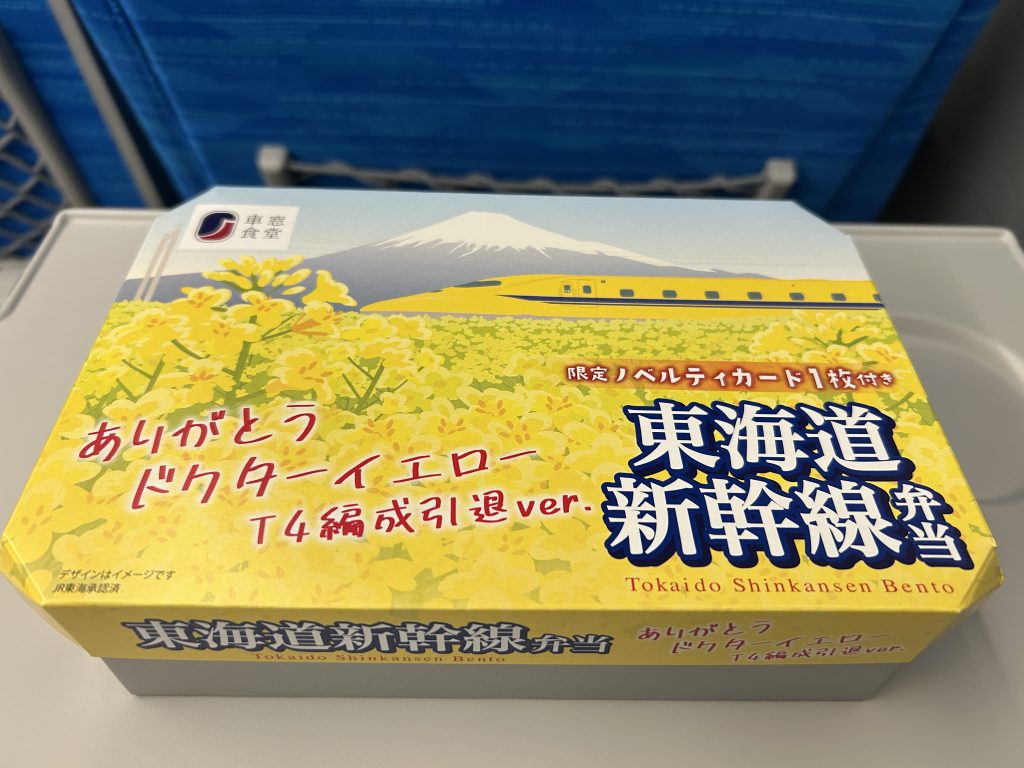 車窓
食堂
限定ノベルティカード1枚付き
ありがとう
ドクターイエロー
T4編成引退ver.
東海道
新幹線弁当
Tokaido Shinkansen Bento
デザインはイメージです
JR東海承認済
東海道新幹線弁当
Tokaido Shinkansen Bento
ありがとう
ドクターイエロー
T4編成引退ver.